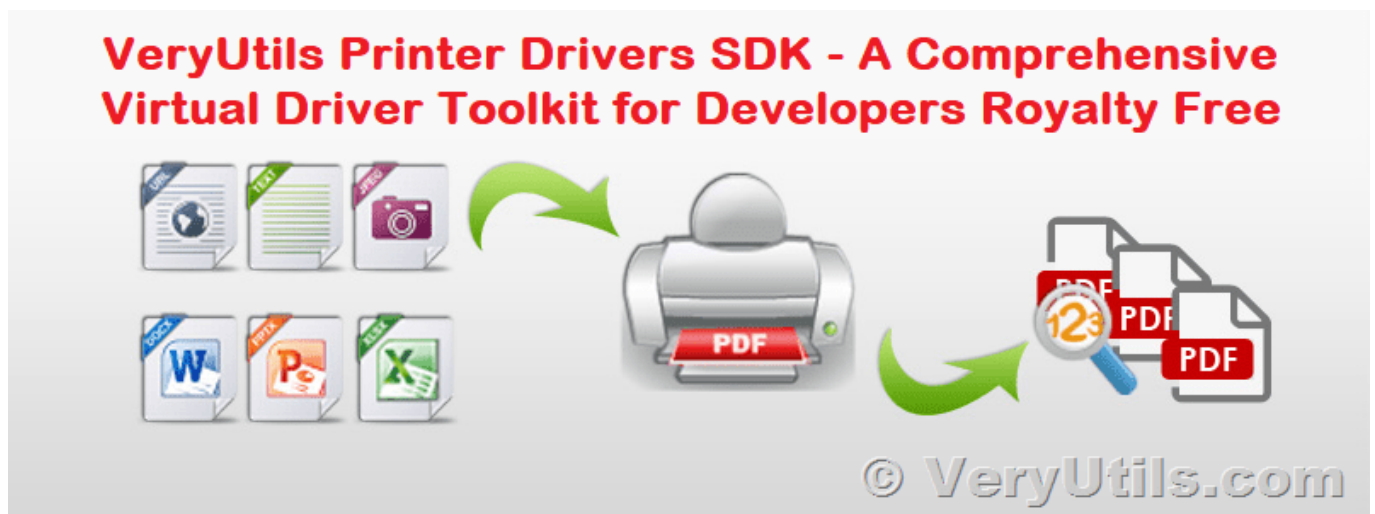 VeryUtils Printer Drivers SDK - A Comprehensive
Virtual Driver Toolkit for Developers Royalty Free
URL
TEXT
JPEG
DOCX
PPTX
XLSX
W
P
X
PDF
PDF
123
PDF
PDF
© VeryUtils.com